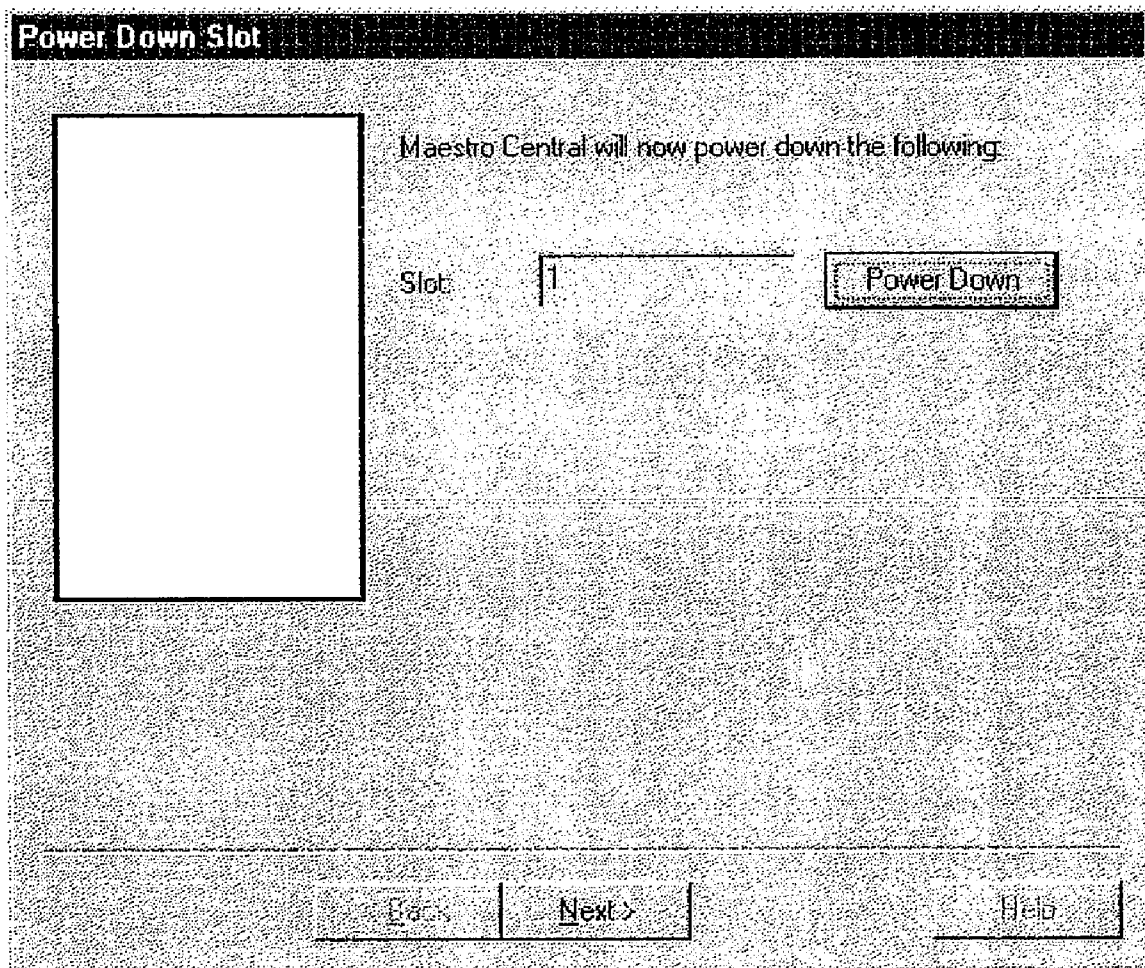 Power Down Slot
Maestro Central will now power down the following:
Slot: 1 Power Down
Back Next > Help